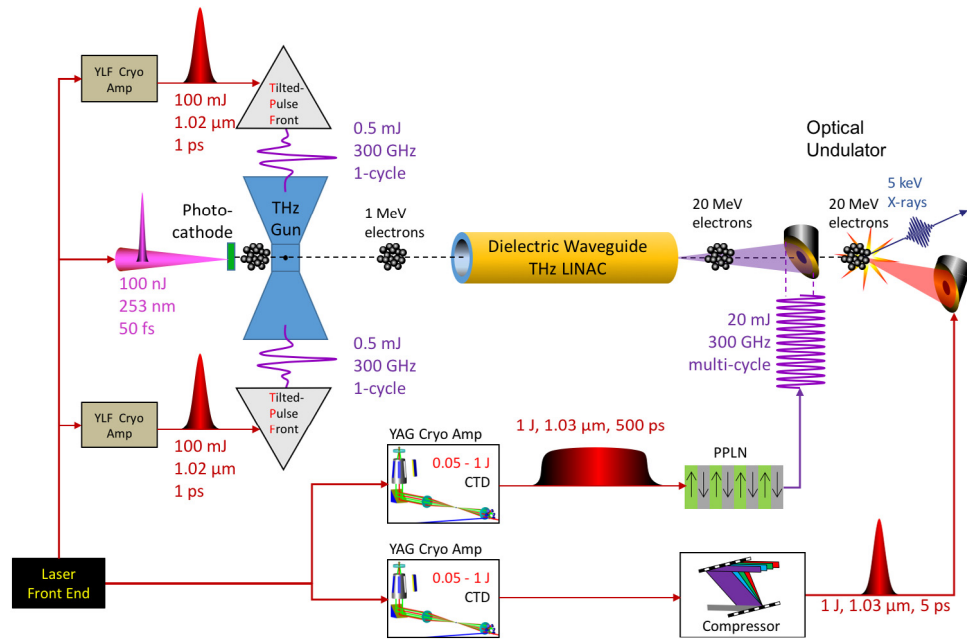 YLF Cryo
Amp
100 mJ
1.02 µm
1 ps
Tilted-
Pulse
Front
0.5 mJ
300 GHz
1-cycle
Optical
Undulator
5 keV
X-rays
Photo-
cathode
THz
Gun
1 MeV
electrons
20 MeV
electrons
20 MeV
electrons
Dielectric Waveguide
THz LINAC
100 nJ
253 nm
50 fs
0.5 mJ
300 GHz
1-cycle
20 mJ
300 GHz
multi-cycle
YLF Cryo
Amp
100 mJ
1.02 µm
1 ps
Tilted-
Pulse
Front
YAG Cryo Amp
0.05 - 1 J
CTD
1 J, 1.03 µm, 500 ps
PPLN
YAG Cryo Amp
0.05 - 1 J
CTD
Laser
Front End
Compressor
1 J, 1.03 µm, 5 ps